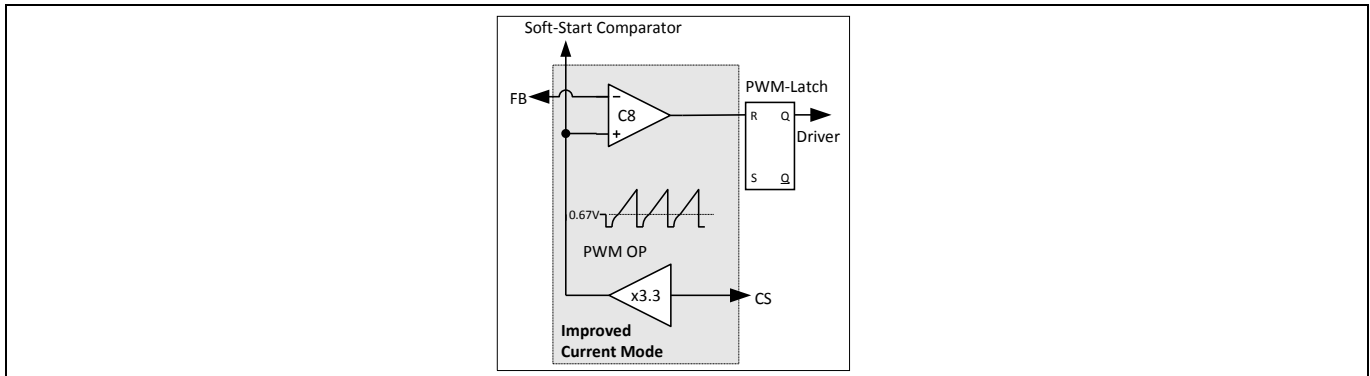 Soft-Start Comparator
FB
−
C8
+
PWM-Latch
R Q
Driver
S Q
0.67V
PWM OP
x3.3
CS
Improved
Current Mode